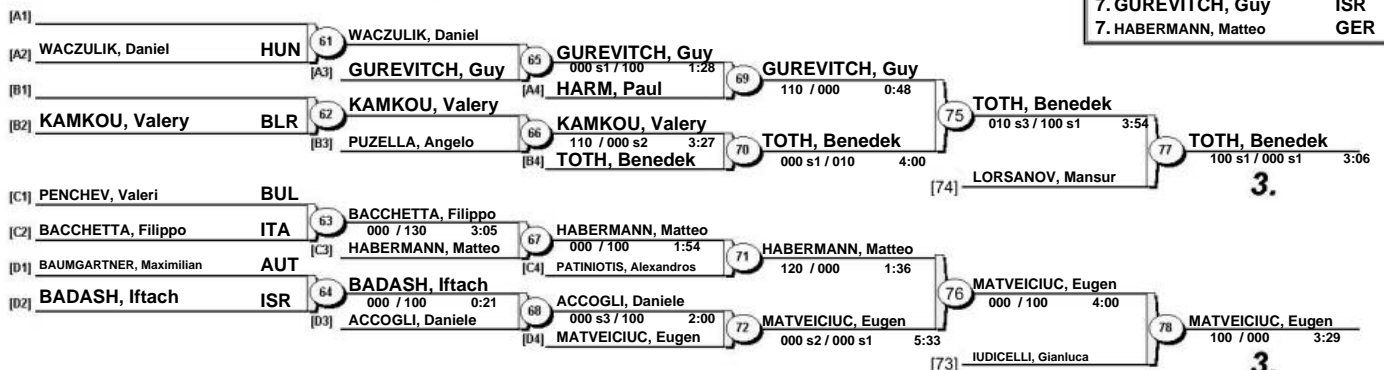 7. GUREVITCH, Guy ISR
7. HABERMANN, Matteo GER
[A1]
[A2] WACZULIK, Daniel HUN
61 WACZULIK, Daniel
[A3] GUREVITCH, Guy
65 GUREVITCH, Guy
000 s1 / 100 1:28
[A4] HARM, Paul
69 GUREVITCH, Guy
110 / 000 0:48
[B1]
[B2] KAMKOU, Valery BLR
62 KAMKOU, Valery
[B3] PUZELLA, Angelo
66 KAMKOU, Valery
110 / 000 s2 3:27
[B4] TOTH, Benedek
70 TOTH, Benedek
000 s1 / 010 4:00
75 TOTH, Benedek
010 s3 / 100 s1 3:54
[74] LORSANOV, Mansur
77 TOTH, Benedek
100 s1 / 000 s1 3:06
3.
[C1] PENCHEV, Valeri BUL
[C2] BACCHETTA, Filippo ITA
63 BACCHETTA, Filippo
000 / 130 3:05
[C3] HABERMANN, Matteo
67 HABERMANN, Matteo
000 / 100 1:54
[C4] PATINIOTIS, Alexandros
71 HABERMANN, Matteo
120 / 000 1:36
[D1] BAUMGARTNER, Maximilian AUT
[D2] BADASH, Iftach ISR
64 BADASH, Iftach
000 / 100 0:21
[D3] ACCOGLI, Daniele
68 ACCOGLI, Daniele
000 s3 / 100 2:00
[D4] MATVEICIUC, Eugen
72 MATVEICIUC, Eugen
000 s2 / 000 s1 5:33
76 MATVEICIUC, Eugen
000 / 100 4:00
[73] IUDICELLI, Gianluca
78 MATVEICIUC, Eugen
100 / 000 3:29
3.